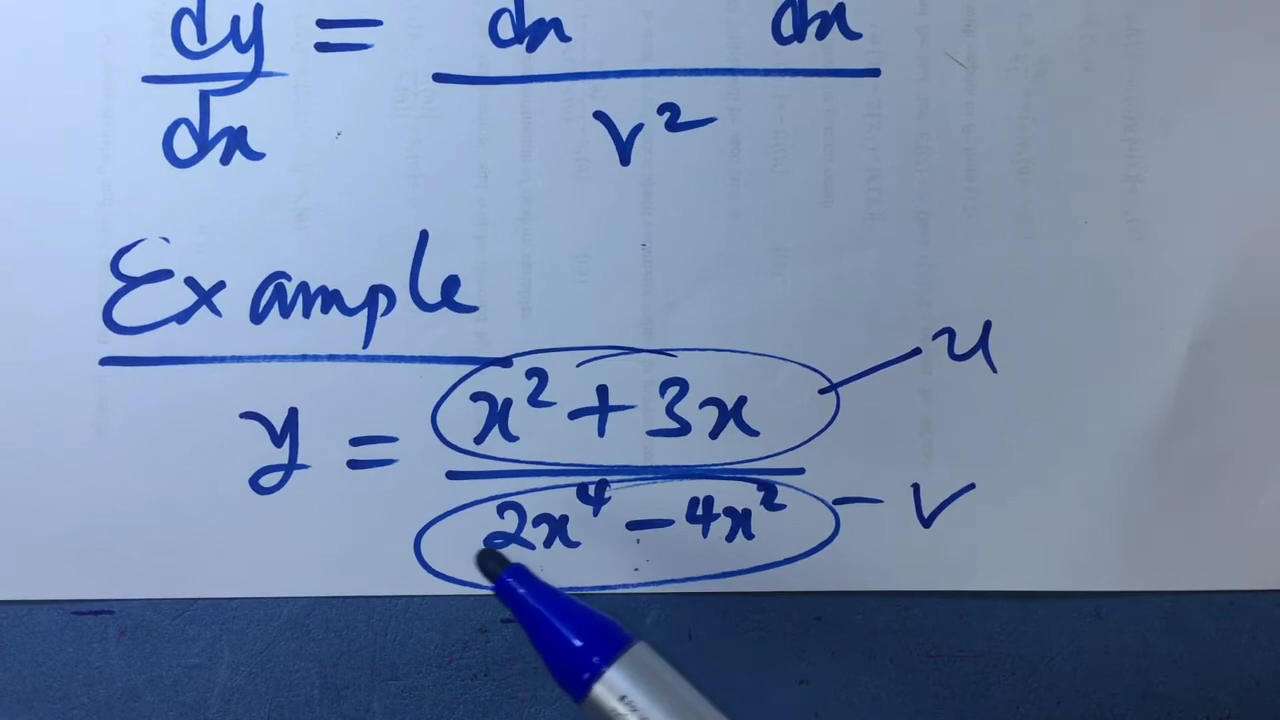 dy = dx dx
dx v²
Example
y = x² + 3x — u
2x⁴ - 4x² — v